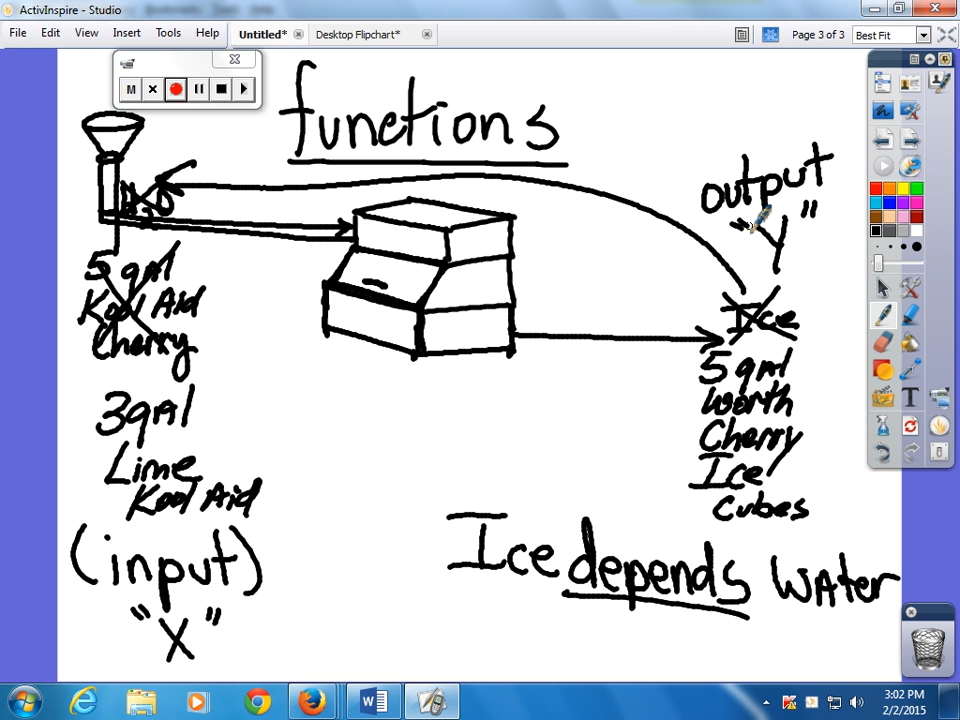 ActivInspire - Studio
File Edit View Insert Tools Help
Untitled* Desktop Flipchart*
Page 3 of 3 Best Fit
M
functions
H2O
5 gal
Kool Aid
Cherry
3gAl
Lime
Kool Aid
(input)
"X"
output
"Y"
Ice
5 gAl
Worth
Cherry
Ice
Cubes
Ice depends WAter
T
W
3:02 PM
2/2/2015